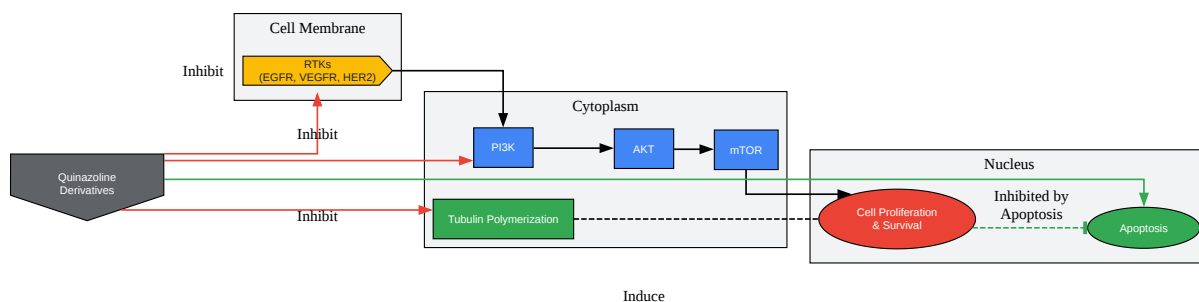 Cell Membrane
RTKs
(EGFR, VEGFR, HER2)
Inhibit
Cytoplasm
Inhibit
PI3K
AKT
mTOR
Nucleus
Quinazoline
Derivatives
Inhibit
Tubulin Polymerization
Cell Proliferation
& Survival
Inhibited by
Apoptosis
Apoptosis
Induce